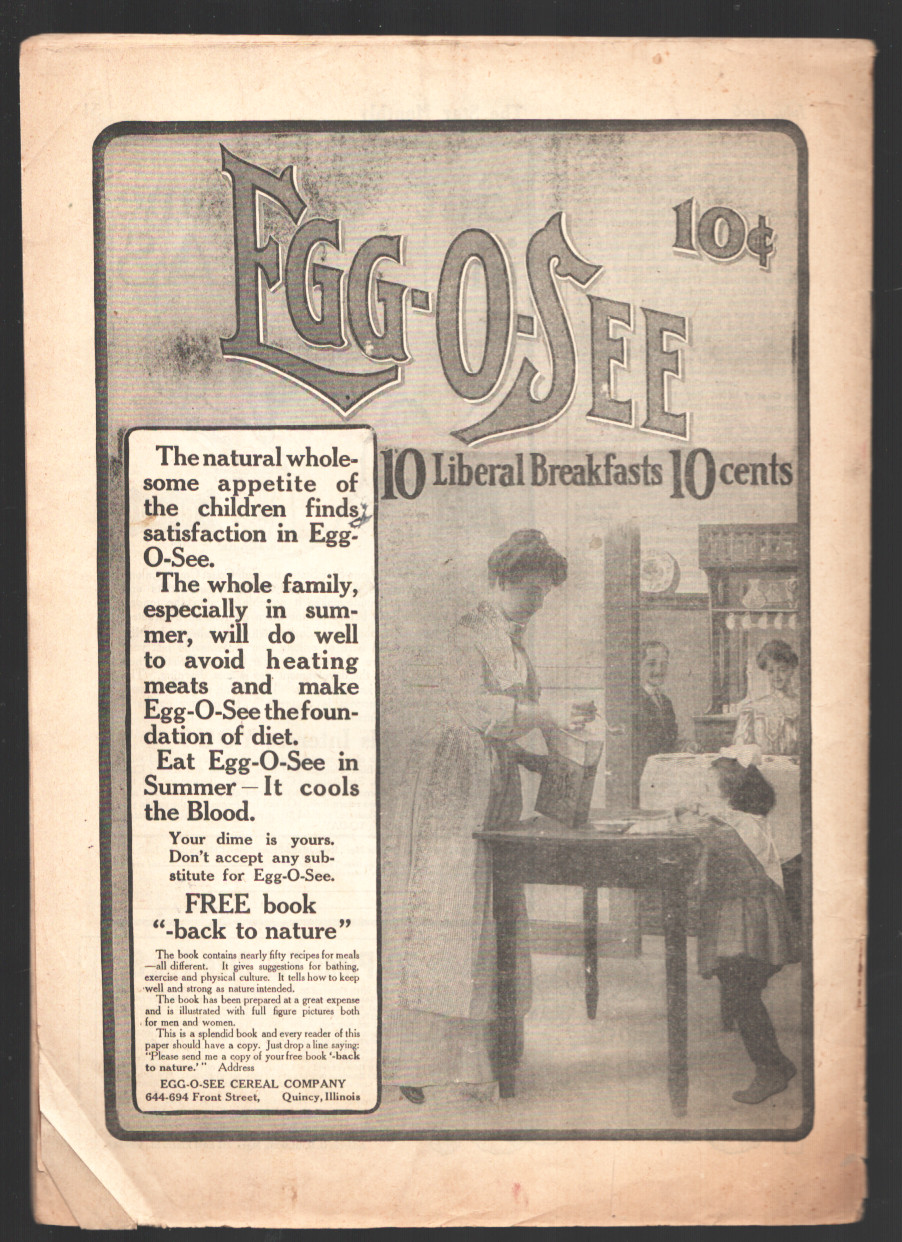 EGG-O-SEE
10¢
10 Liberal Breakfasts 10 cents
The natural whole-
some appetite of
the children finds
satisfaction in Egg-
O-See.
The whole family,
especially in sum-
mer, will do well
to avoid heating
meats and make
Egg-O-See the foun-
dation of diet.
Eat Egg-O-See in
Summer—It cools
the Blood.
Your dime is yours.
Don't accept any sub-
stitute for Egg-O-See.
FREE book
"-back to nature"
The book contains nearly fifty recipes for meals
—all different. It gives suggestions for bathing,
exercise and physical culture. It tells how to keep
well and strong as nature intended.
The book has been prepared at a great expense
and is illustrated with full figure pictures both
for men and women.
This is a splendid book and every reader of this
paper should have a copy. Just drop a line saying:
"Please send me a copy of your free book '-back
to nature.'" Address
EGG-O-SEE CEREAL COMPANY
644-694 Front Street, Quincy, Illinois